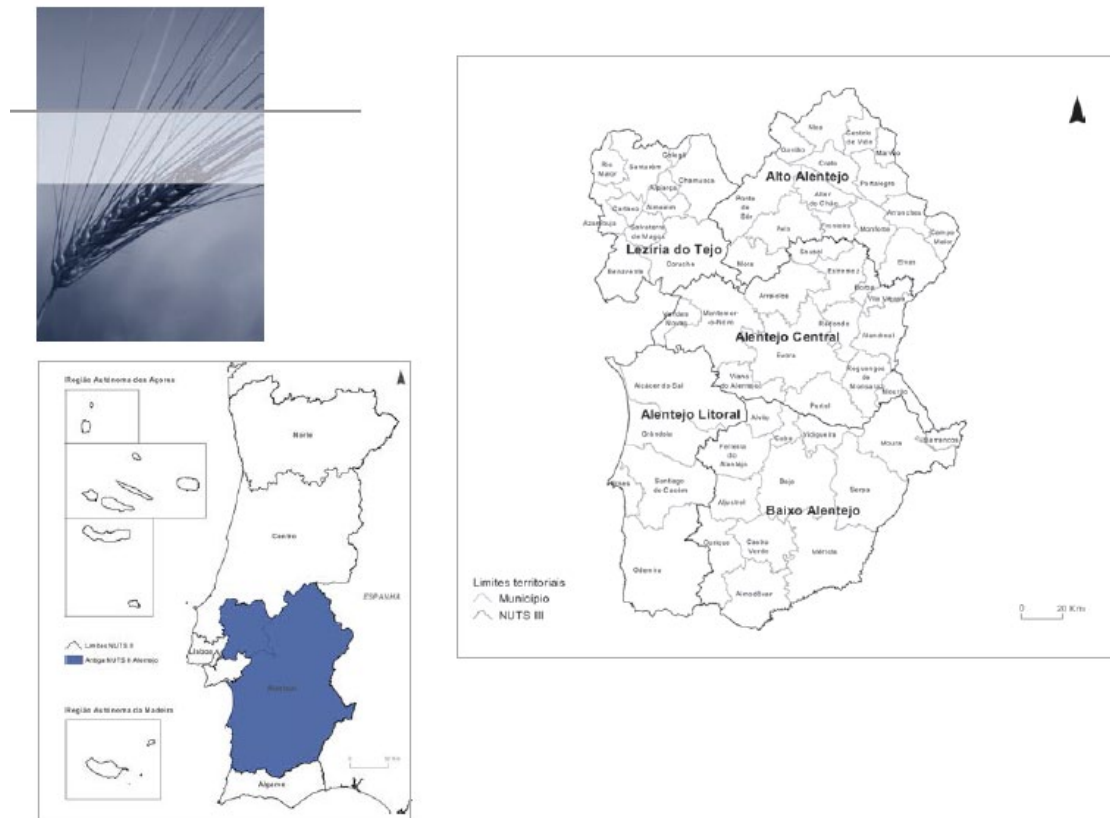 Região Autónoma dos Açores
Norte
Centro
ESPANHA
Lisboa
Limites NUTS II
Antiga NUTS II Alentejo
Alentejo
Região Autónoma da Madeira
Algarve
Nisa
Castelo
de Vide
Gavião
Marvão
Golegã
Crato
Rio
Maior
Santarém
Alto Alentejo
Portalegre
Chamusca
Alpiarça
Ponte
de
Sôr
Alter
do Chão
Arronches
Cartaxo
Almeirim
Azambuja
Salvaterra
de Magos
Avis
Fronteira
Monforte
Campo
Maior
Lezíria do Tejo
Sousel
Elvas
Benavente
Coruche
Mora
Estremoz
Borba
Arraiolos
Vila Viçosa
Vendas
Novas
Montemor-
-o-Novo
Redondo
Alandroal
Alentejo Central
Évora
Reguengos
de
Monsaraz
Viana
do Alentejo
Mourão
Alcácer do Sal
Portel
Alentejo Litoral
Alvito
Grândola
Cuba
Vidigueira
Moura
Barrancos
Ferreira
do
Alentejo
Sines
Santiago
do Cacém
Beja
Serpa
Aljustrel
Baixo Alentejo
Ourique
Castro
Verde
Mértola
Odemira
Almodôvar
Limites territoriais
Município
NUTS III
0 20 Km